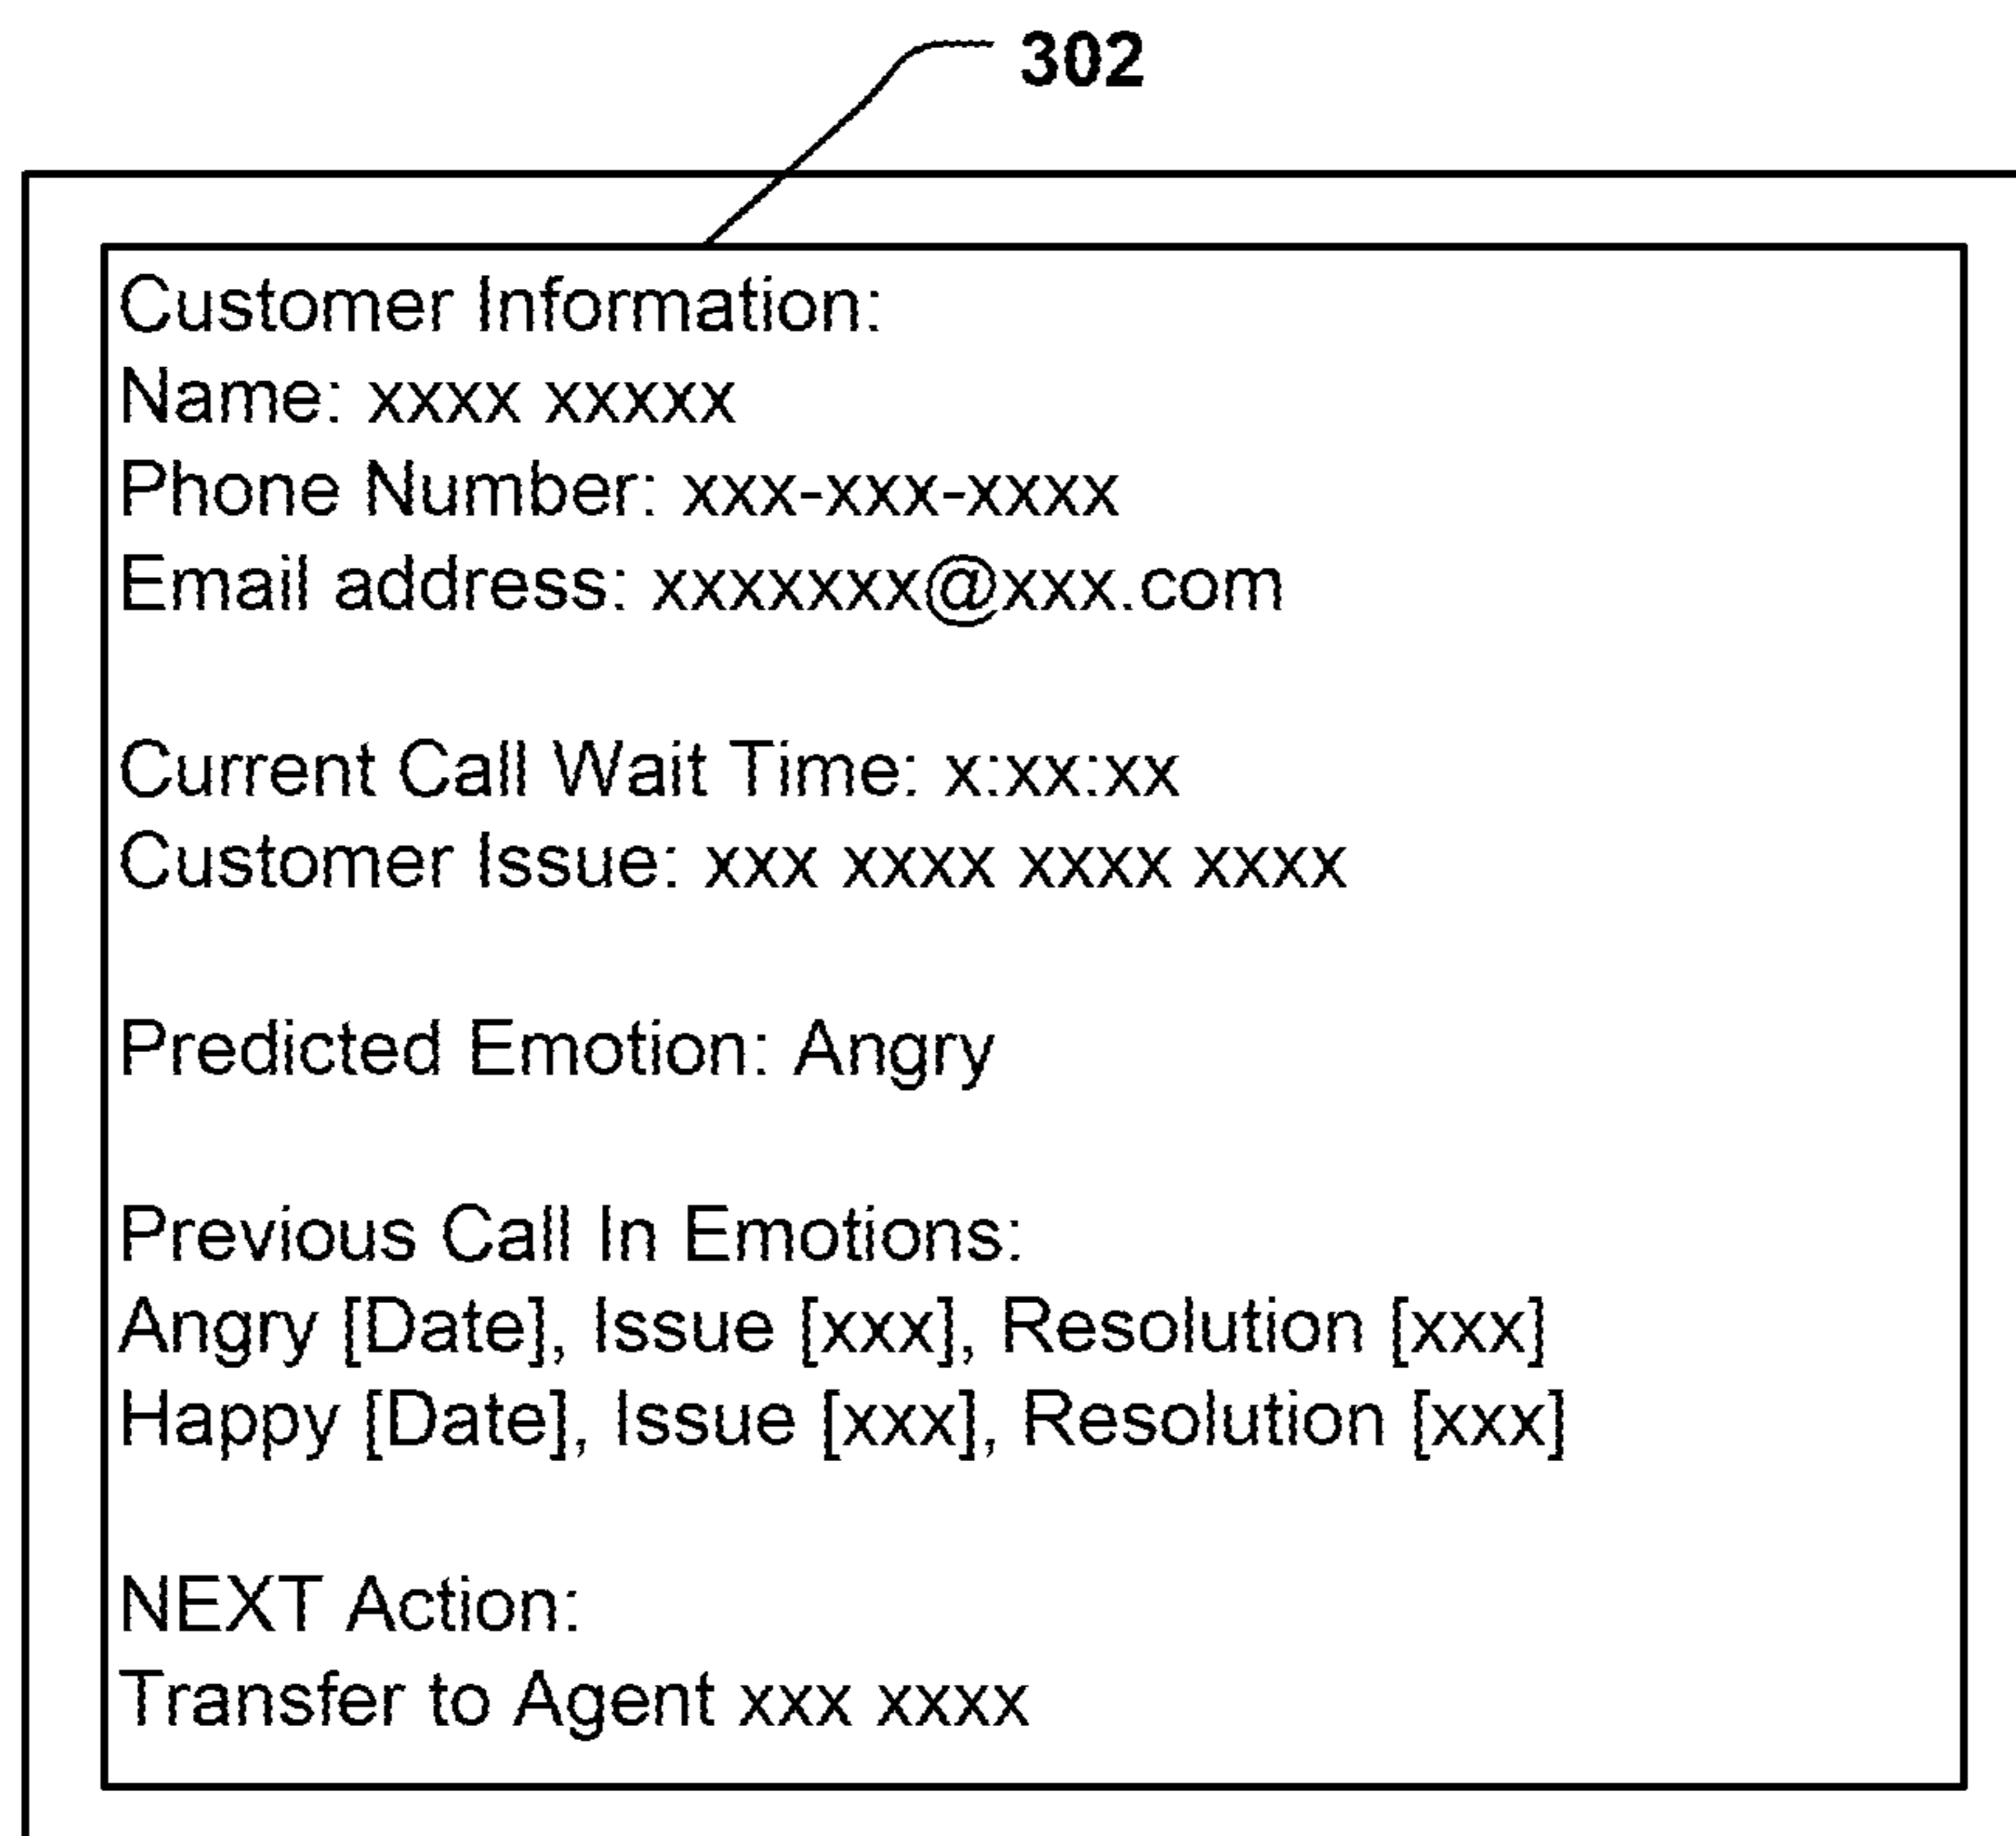 302
Customer Information:
Name: xxxx xxxxx
Phone Number: xxx-xxx-xxxx
Email address: xxxxxxx@xxx.com
Current Call Wait Time: x:xx:xx
Customer Issue: xxx xxxx xxxx xxxx
Predicted Emotion: Angry
Previous Call In Emotions:
Angry [Date], Issue [xxx], Resolution [xxx]
Happy [Date], Issue [xxx], Resolution [xxx]
NEXT Action:
Transfer to Agent xxx xxxx